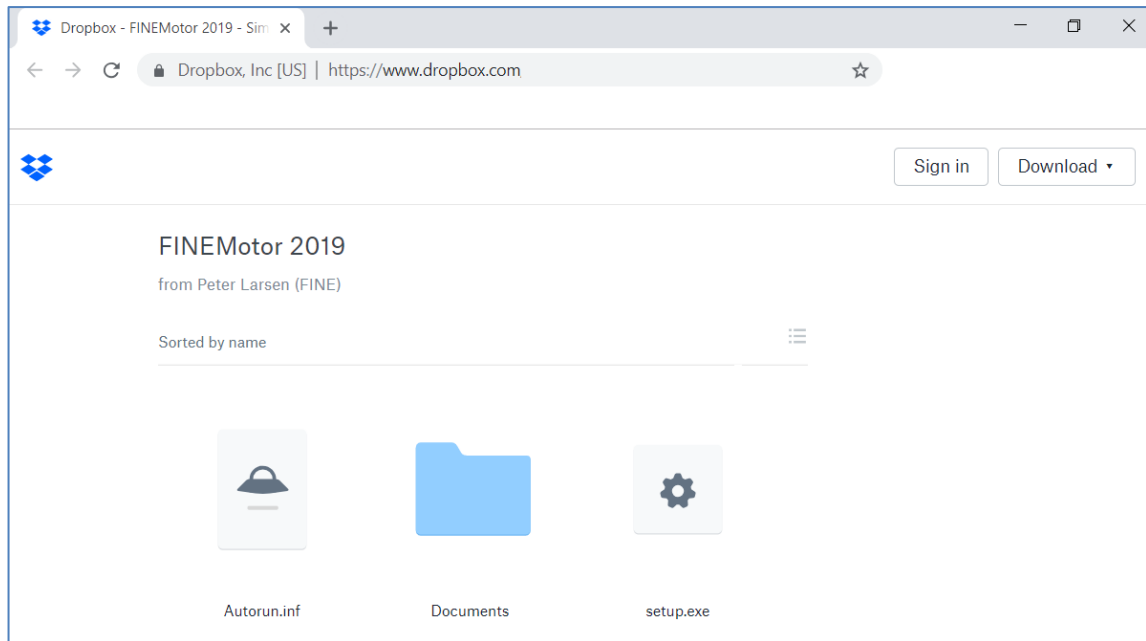 Dropbox - FINEMotor 2019 - Sim
Dropbox, Inc [US] | https://www.dropbox.com
Sign in
Download
FINEMotor 2019
from Peter Larsen (FINE)
Sorted by name
Autorun.inf
Documents
setup.exe